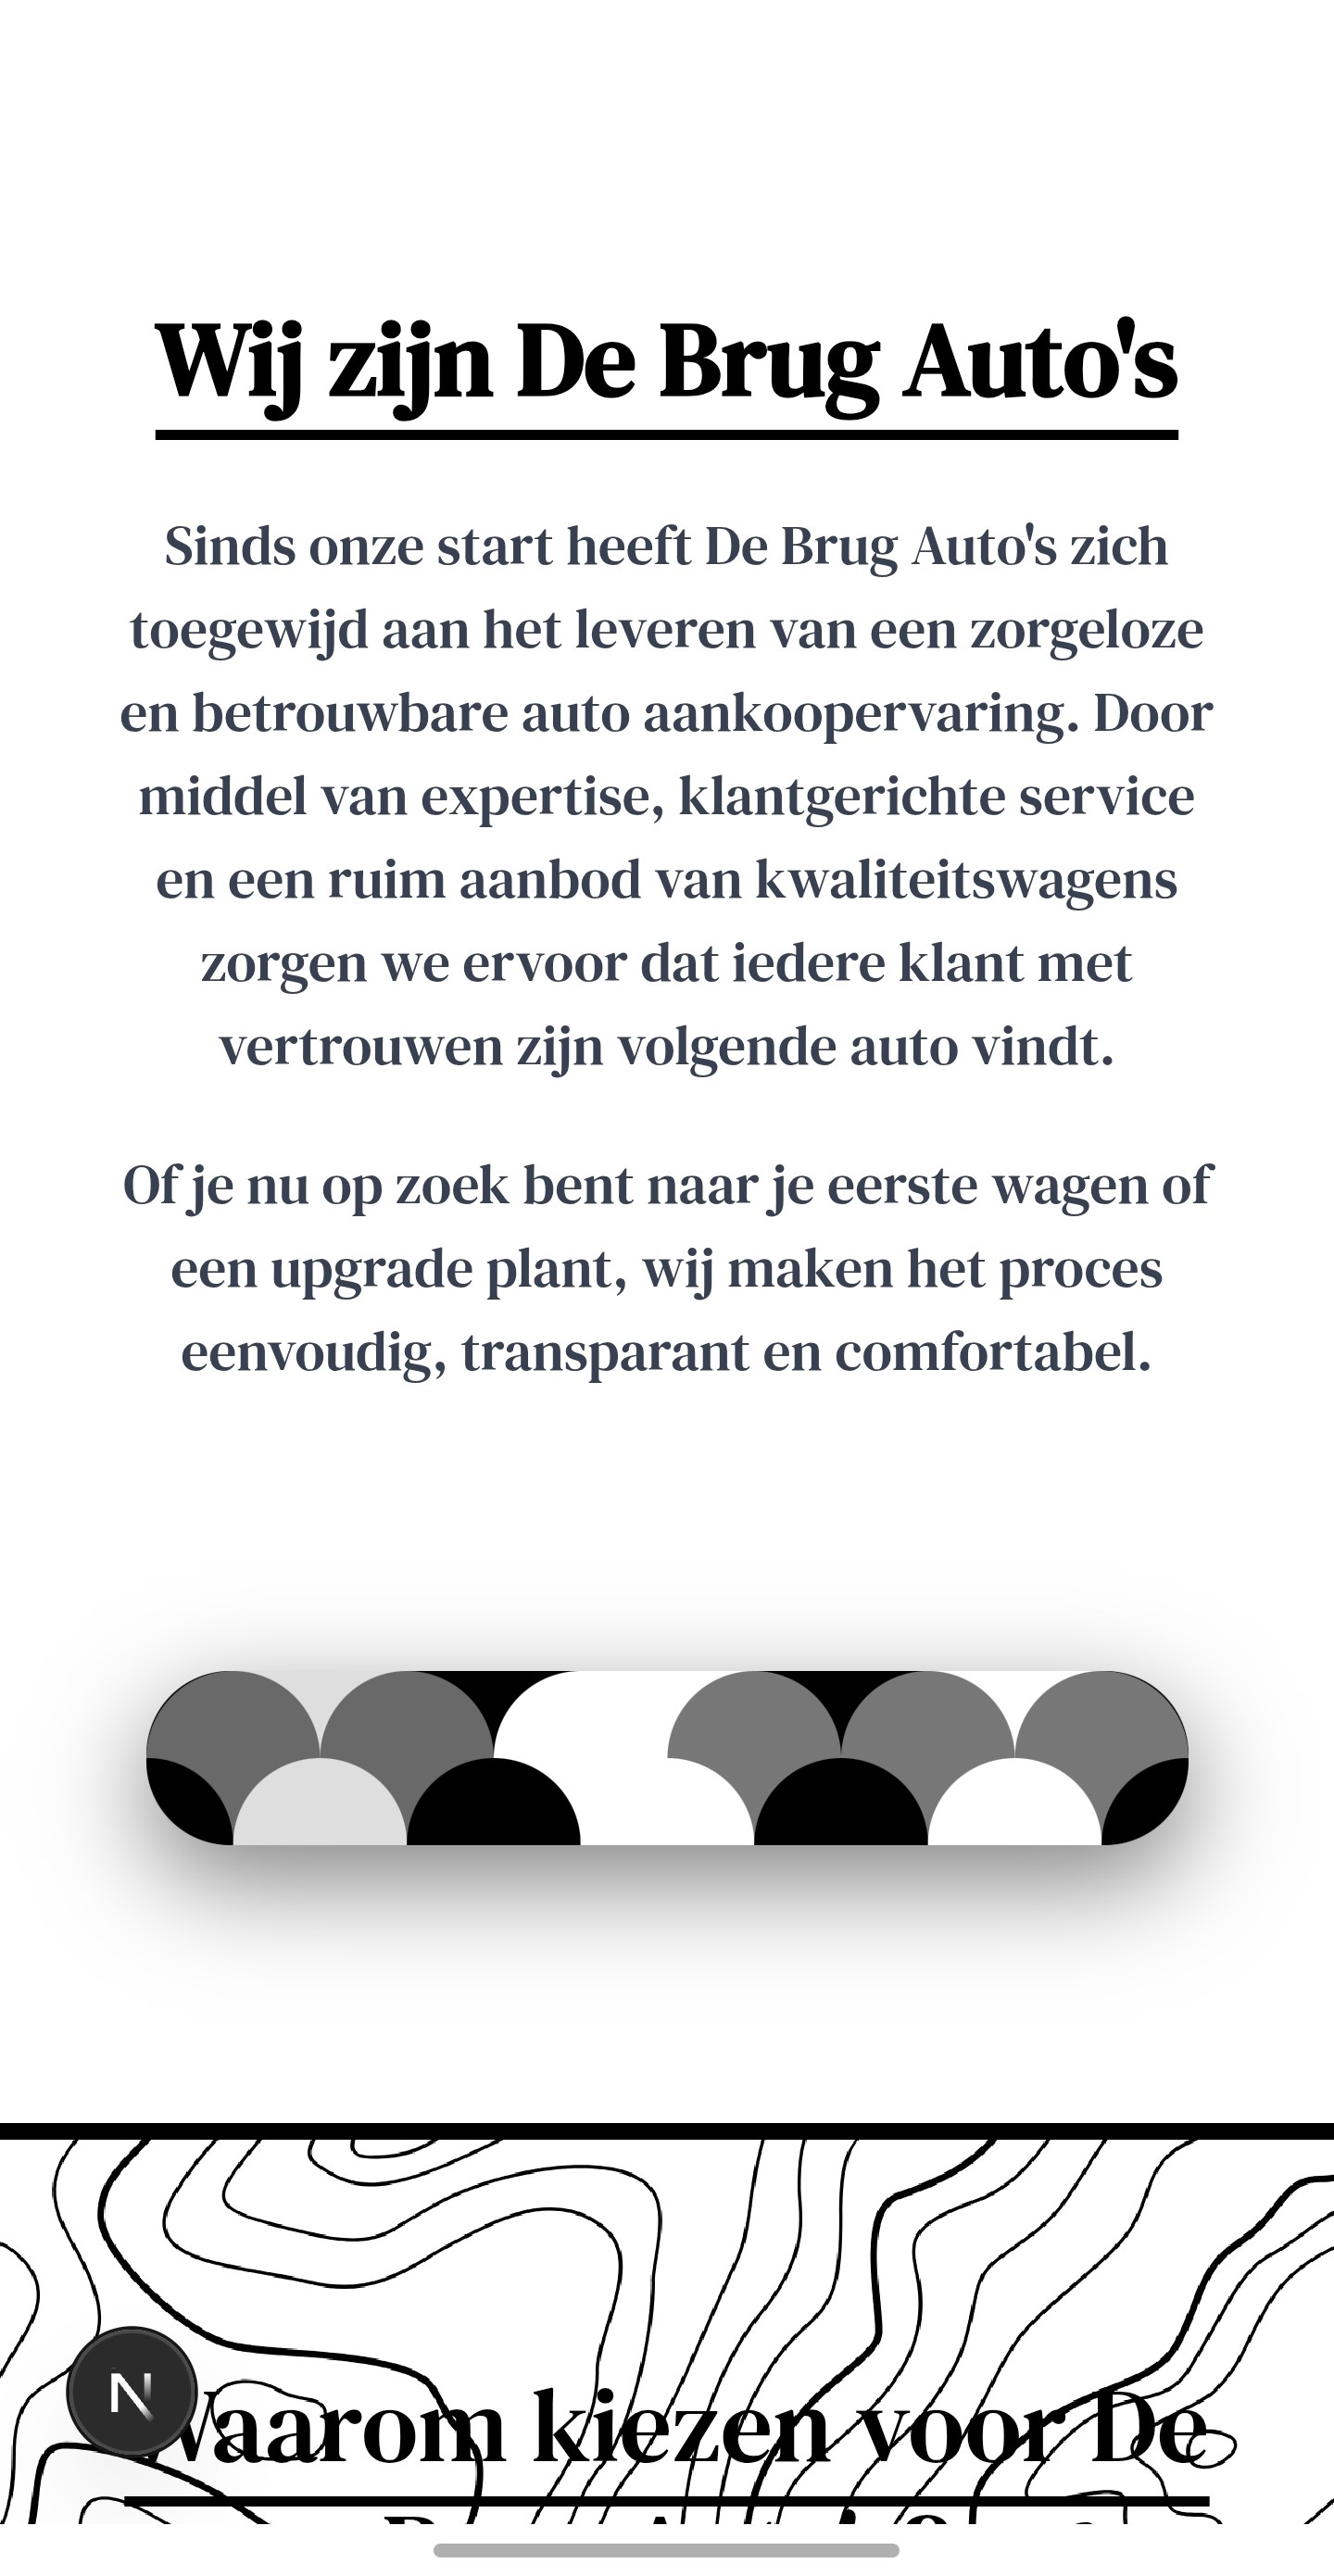 Wij zijn De Brug Auto's
Sinds onze start heeft De Brug Auto's zich
toegewijd aan het leveren van een zorgeloze
en betrouwbare auto aankoopervaring. Door
middel van expertise, klantgerichte service
en een ruim aanbod van kwaliteitswagens
zorgen we ervoor dat iedere klant met
vertrouwen zijn volgende auto vindt.
Of je nu op zoek bent naar je eerste wagen of
een upgrade plant, wij maken het proces
eenvoudig, transparant en comfortabel.
N
Waarom kiezen voor De